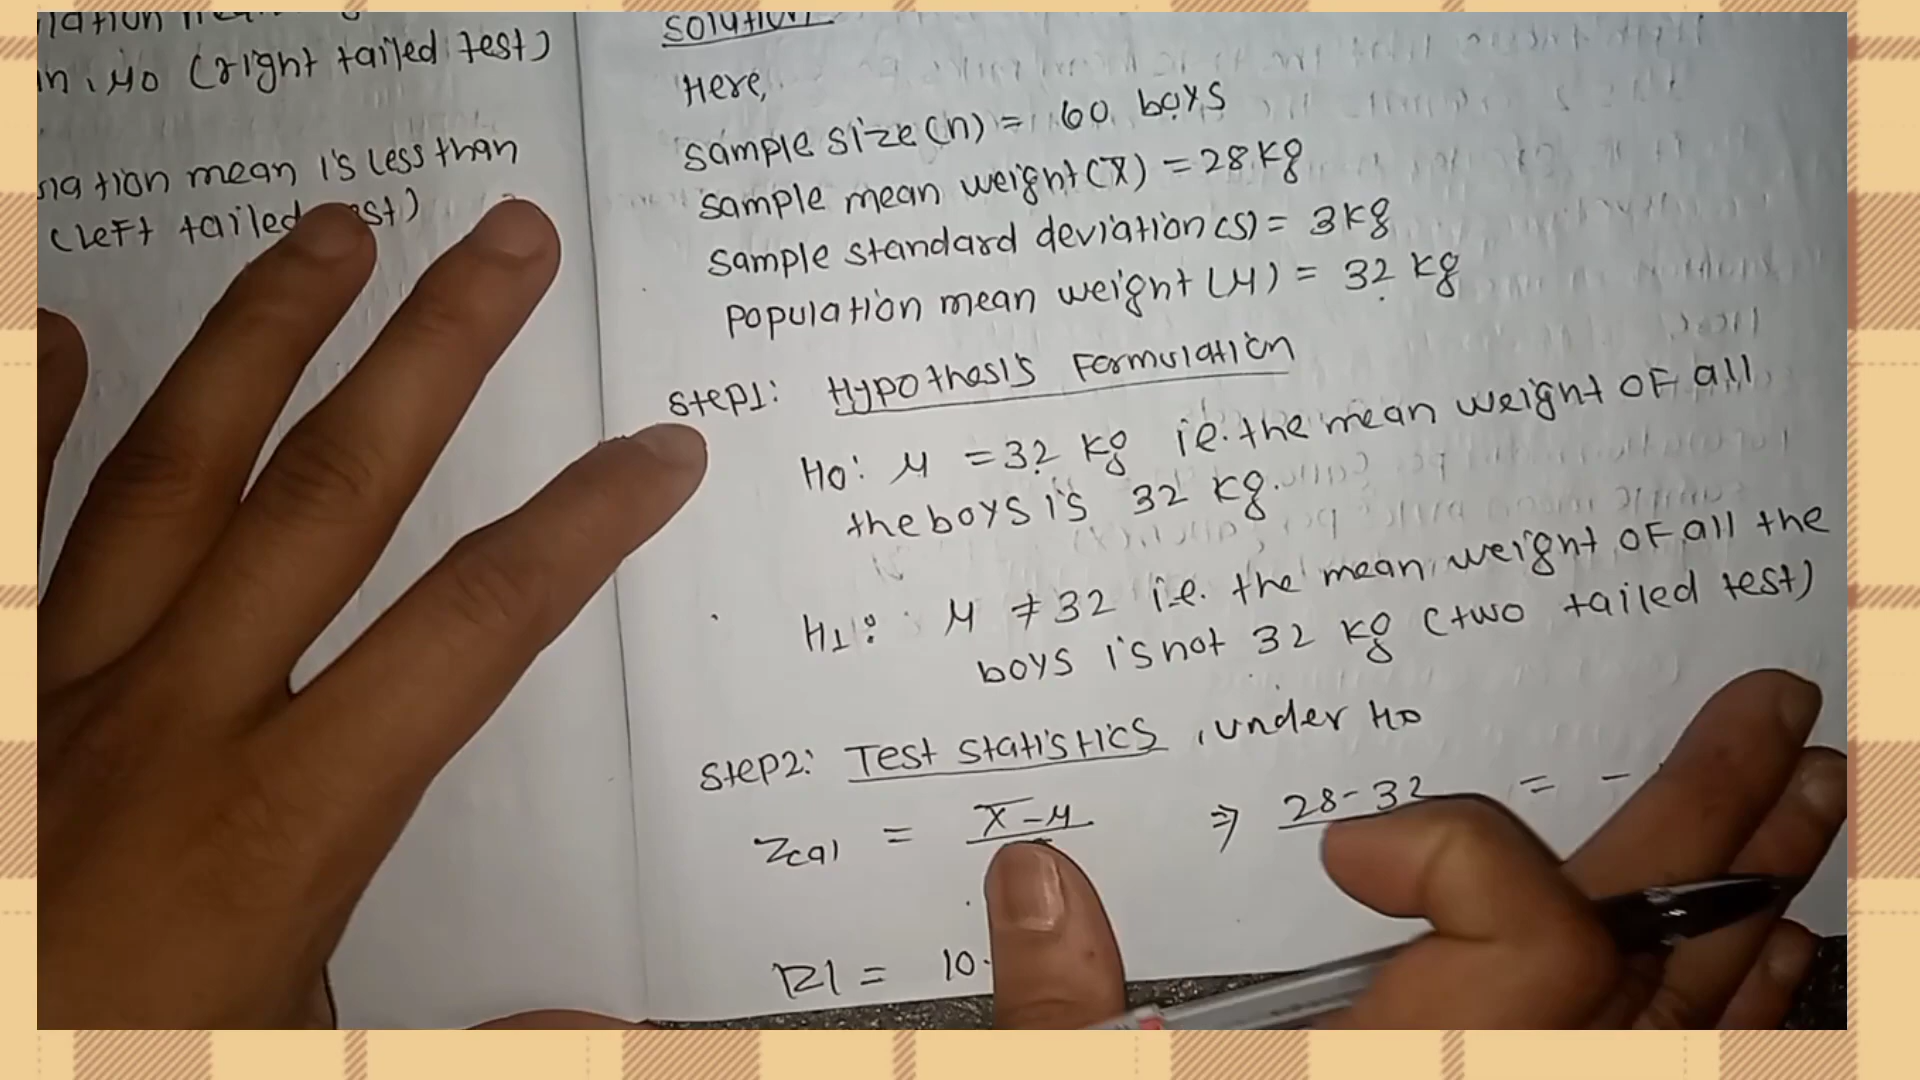 (right tailed test)
mean is less than
(left tailed
solution
Here,
sample size (n) = 60 boys
sample mean weight (x̄) = 28 kg
sample standard deviation (s) = 3 kg
population mean weight (μ) = 32 kg
step1: Hypothesis Formulation
H0: μ = 32 kg i.e. the mean weight of all
the boys is 32 kg.
H1: μ ≠ 32 i.e. the mean weight of all the
boys is not 32 kg (two tailed test)
step2: Test statistics, under H0
Zcal = x̄ - μ ⇒ 28 - 32 = -
|Z| = 10.